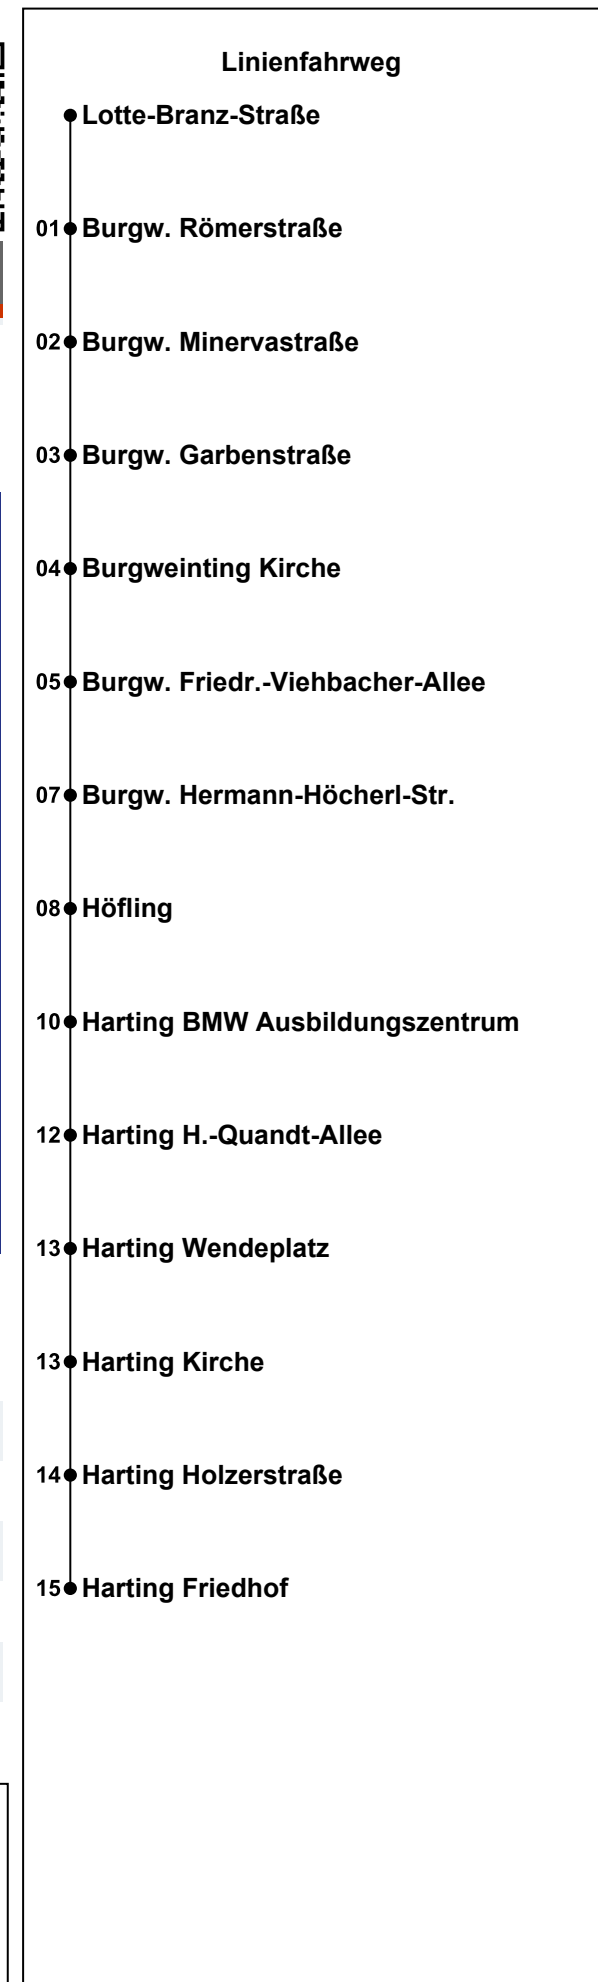 Linienfahrweg
Lotte-Branz-Straße
01 Burgw. Römerstraße
02 Burgw. Minervastraße
03 Burgw. Garbenstraße
04 Burgweinting Kirche
05 Burgw. Friedr.-Viehbacher-Allee
07 Burgw. Hermann-Höcherl-Str.
08 Höfling
10 Harting BMW Ausbildungszentrum
12 Harting H.-Quandt-Allee
13 Harting Wendeplatz
13 Harting Kirche
14 Harting Holzerstraße
15 Harting Friedhof